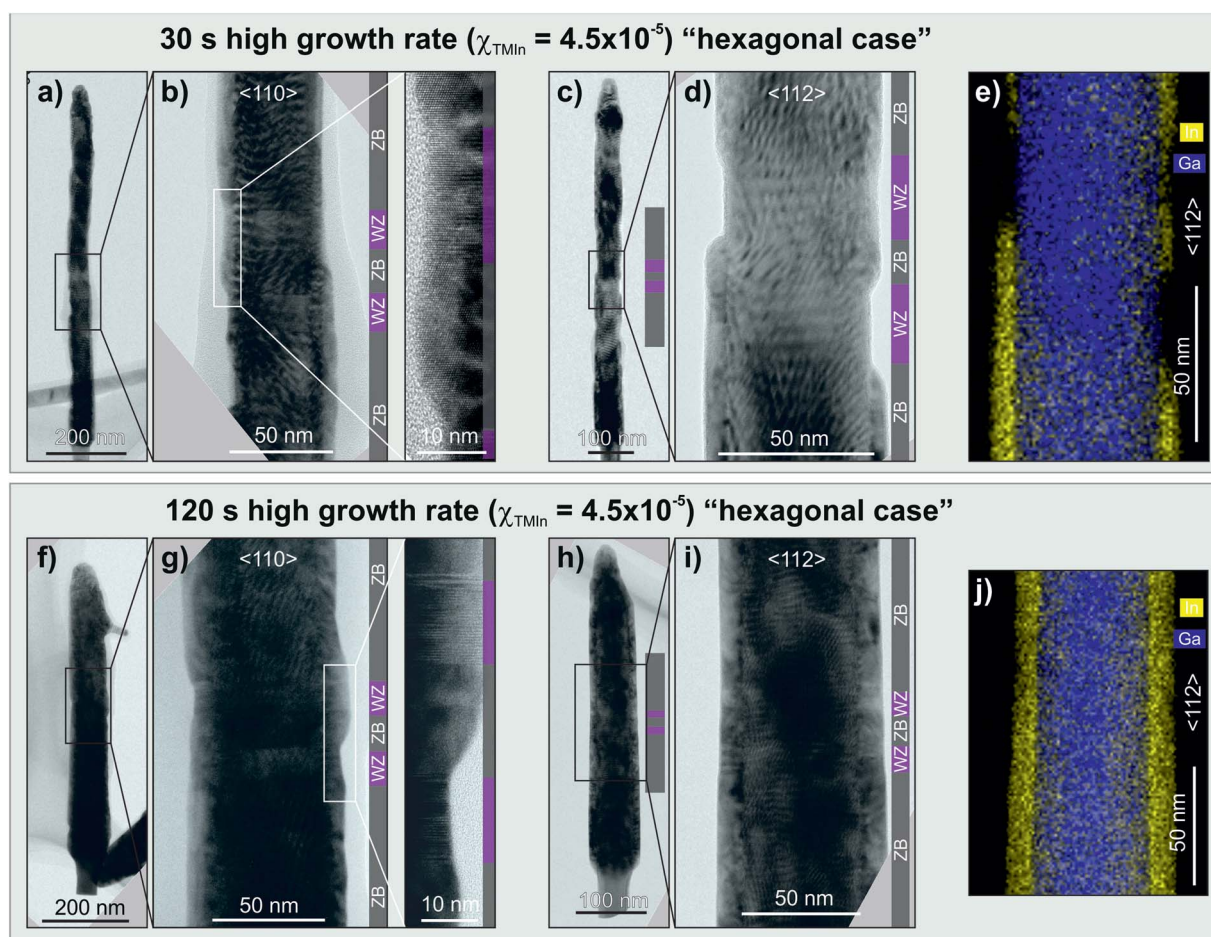 30 s high growth rate (χTMIn = 4.5x10-5) “hexagonal case”
a)
200 nm
b)
<110>
50 nm
ZB
WZ
ZB
WZ
ZB
10 nm
c)
100 nm
d)
<112>
50 nm
ZB
WZ
ZB
WZ
ZB
e)
In
Ga
<112>
50 nm
120 s high growth rate (χTMIn = 4.5x10-5) “hexagonal case”
f)
200 nm
g)
<110>
50 nm
ZB
WZ
ZB
WZ
ZB
10 nm
h)
100 nm
i)
<112>
50 nm
ZB
WZ
ZB
WZ
ZB
j)
In
Ga
<112>
50 nm